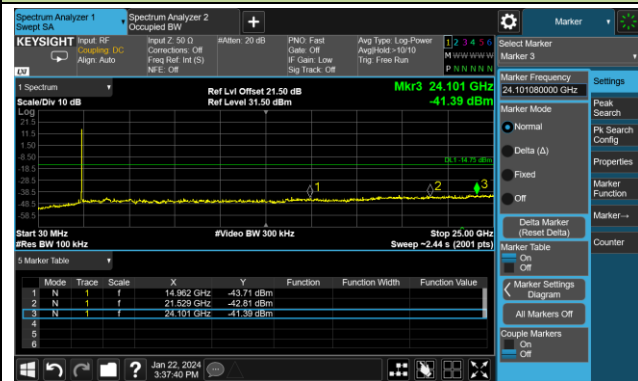 Spectrum Analyzer 1
Swept SA
Spectrum Analyzer 2
Occupied BW
+
Marker
KEYSIGHT
Input: RF
Coupling: DC
Align: Auto
Input Z: 50 Ω
Corrections: Off
Freq Ref: Int (S)
NFE: Off
#Atten: 20 dB
PNO: Fast
Gate: Off
IF Gain: Low
Sig Track: Off
Avg Type: Log-Power
Avg|Hold:>10/10
Trig: Free Run
1 2 3 4 5 6
M W W W W W
P N N N N N
LXI
Select Marker
Marker 3
1 Spectrum
Scale/Div 10 dB
Log
Ref Lvl Offset 21.50 dB
Ref Level 31.50 dBm
Mkr3 24.101 GHz
-41.39 dBm
21.5
11.5
1.50
-8.50
-18.5
-28.5
-38.5
-48.5
-58.5
DL1 -14.75 dBm
1
2
3
Start 30 MHz
#Res BW 100 kHz
#Video BW 300 kHz
Stop 25.00 GHz
Sweep ~2.44 s (2001 pts)
5 Marker Table
Mode Trace Scale X Y Function Function Width Function Value
1 N 1 f 14.962 GHz -43.71 dBm
2 N 1 f 21.529 GHz -42.81 dBm
3 N 1 f 24.101 GHz -41.39 dBm
4
5
6
Marker Frequency
24.101080000 GHz
Marker Mode
Normal
Delta (Δ)
Fixed
Off
Delta Marker
(Reset Delta)
Marker Table
On
Off
Marker Settings
Diagram
All Markers Off
Couple Markers
On
Off
Settings
Peak
Search
Pk Search
Config
Properties
Marker
Function
Marker→
Counter
?
Jan 22, 2024
3:37:40 PM